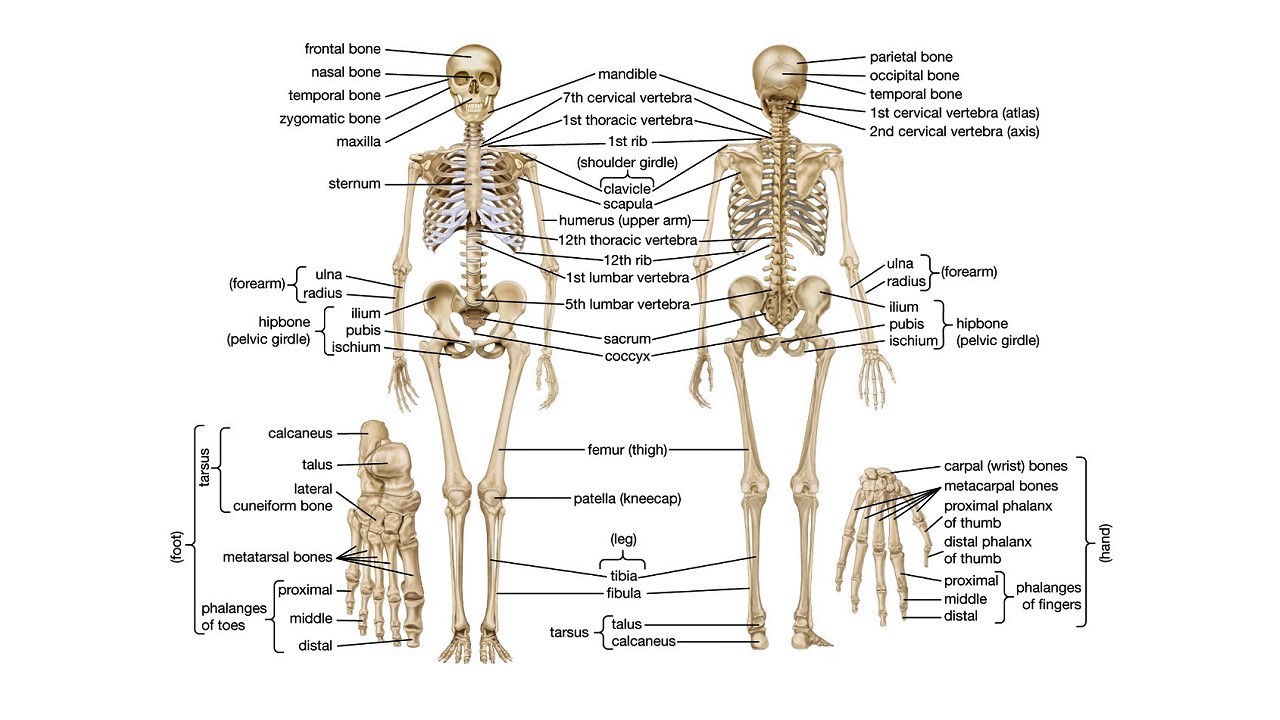 frontal bone
nasal bone
temporal bone
zygomatic bone
maxilla
sternum
mandible
7th cervical vertebra
1st thoracic vertebra
1st rib
(shoulder girdle)
clavicle
scapula
humerus (upper arm)
12th thoracic vertebra
12th rib
1st lumbar vertebra
5th lumbar vertebra
sacrum
coccyx
parietal bone
occipital bone
temporal bone
1st cervical vertebra (atlas)
2nd cervical vertebra (axis)
(forearm)
ulna
radius
hipbone
(pelvic girdle)
ilium
pubis
ischium
ulna
radius
(forearm)
ilium
pubis
ischium
hipbone
(pelvic girdle)
(foot)
tarsus
calcaneus
talus
lateral
cuneiform bone
metatarsal bones
phalanges
of toes
proximal
middle
distal
femur (thigh)
patella (kneecap)
(leg)
tibia
fibula
tarsus
talus
calcaneus
carpal (wrist) bones
metacarpal bones
proximal phalanx
of thumb
distal phalanx
of thumb
proximal
middle
distal
phalanges
of fingers
(hand)